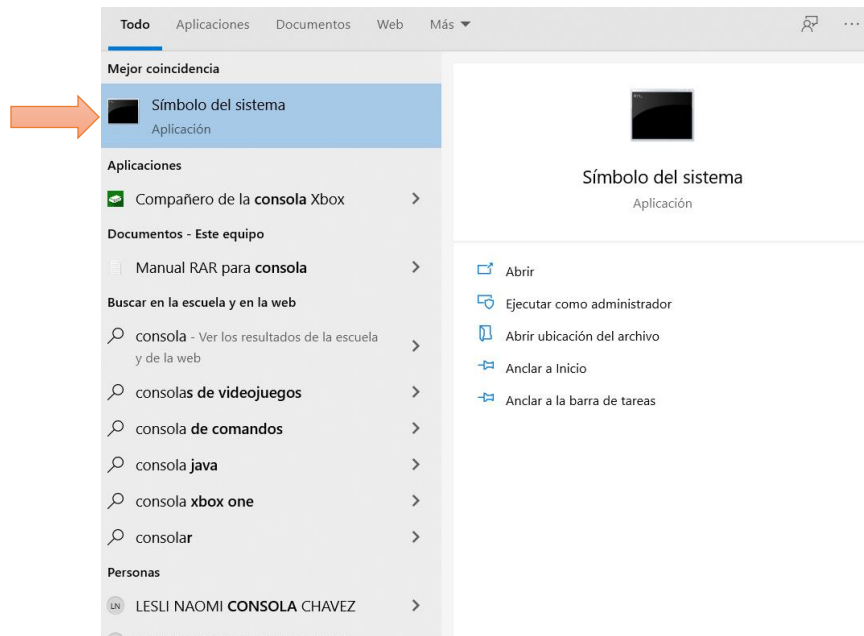 Todo Aplicaciones Documentos Web Más
Mejor coincidencia
Símbolo del sistema
Aplicación
Aplicaciones
Compañero de la consola Xbox
Documentos - Este equipo
Manual RAR para consola
Buscar en la escuela y en la web
consola - Ver los resultados de la escuela
y de la web
consolas de videojuegos
consola de comandos
consola java
consola xbox one
consolar
Personas
LN LESLI NAOMI CONSOLA CHAVEZ
Símbolo del sistema
Aplicación
Abrir
Ejecutar como administrador
Abrir ubicación del archivo
Anclar a Inicio
Anclar a la barra de tareas